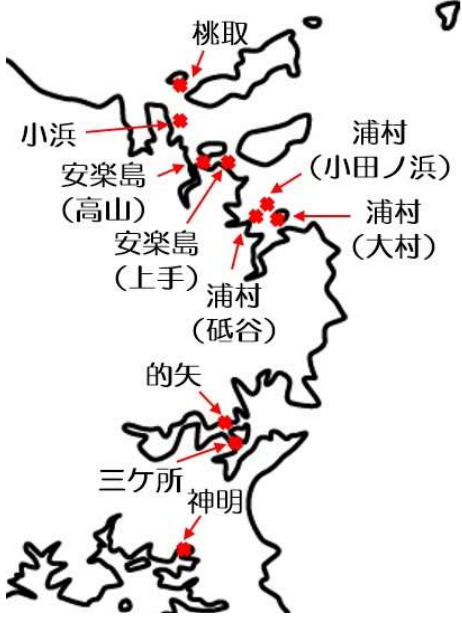 桃取
小浜
安楽島
（高山）
安楽島
（上手）
浦村
（小田ノ浜）
浦村
（大村）
浦村
（砥谷）
的矢
三ケ所
神明